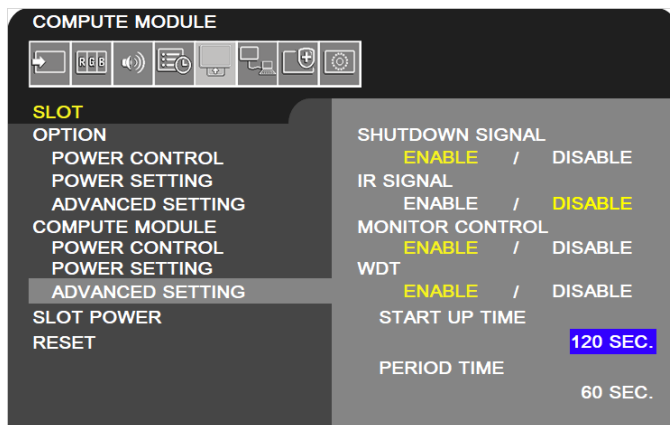 COMPUTE MODULE
RGB
SLOT
OPTION
POWER CONTROL
POWER SETTING
ADVANCED SETTING
COMPUTE MODULE
POWER CONTROL
POWER SETTING
ADVANCED SETTING
SLOT POWER
RESET
SHUTDOWN SIGNAL
ENABLE / DISABLE
IR SIGNAL
ENABLE / DISABLE
MONITOR CONTROL
ENABLE / DISABLE
WDT
ENABLE / DISABLE
START UP TIME
120 SEC.
PERIOD TIME
60 SEC.